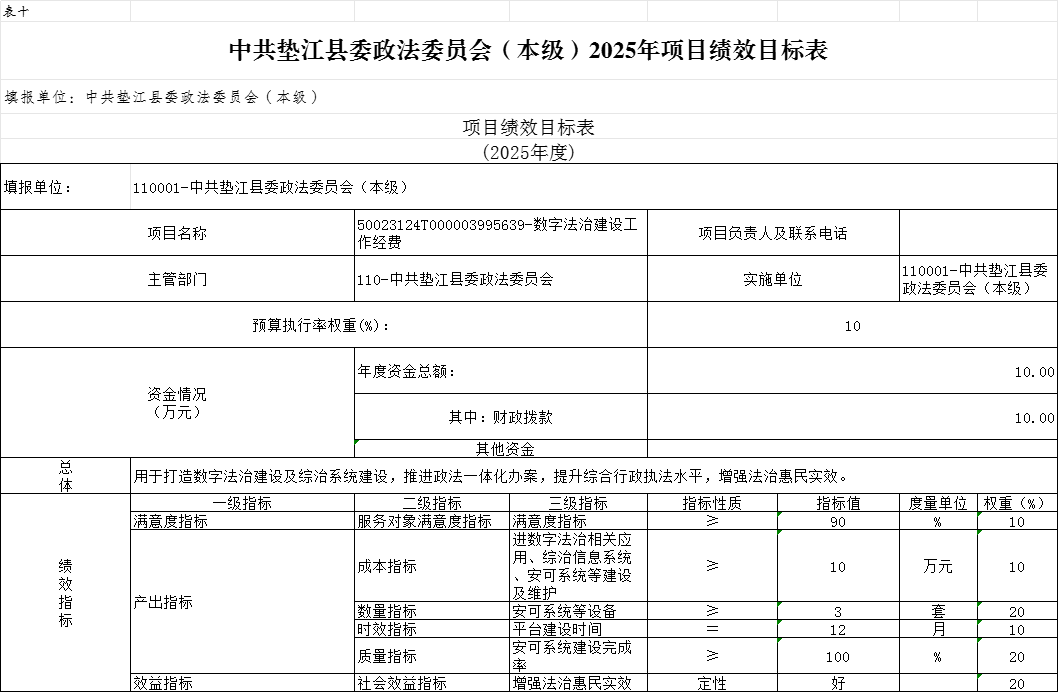 表十
中共垫江县委政法委员会（本级）2025年项目绩效目标表
填报单位：中共垫江县委政法委员会（本级）
项目绩效目标表
(2025年度)
填报单位：	110001-中共垫江县委政法委员会（本级）
项目名称	50023124T000003995639-数字法治建设工作经费	项目负责人及联系电话
主管部门	110-中共垫江县委政法委员会	实施单位	110001-中共垫江县委政法委员会（本级）
预算执行率权重(%)：	10
资金情况
（万元）
年度资金总额：	10.00
其中：财政拨款	10.00
其他资金
总体	用于打造数字法治建设及综治系统建设，推进政法一体化办案，提升综合行政执法水平，增强法治惠民实效。
绩效指标
一级指标	二级指标	三级指标	指标性质	指标值	度量单位	权重（%）
满意度指标	服务对象满意度指标	满意度指标	≥	90	%	10
产出指标	成本指标	进数字法治相关应用、综治信息系统、安可系统等建设及维护	≥	10	万元	10
数量指标	安可系统等设备	≥	3	套	20
时效指标	平台建设时间	＝	12	月	10
质量指标	安可系统建设完成率	≥	100	%	20
效益指标	社会效益指标	增强法治惠民实效	定性	好	20